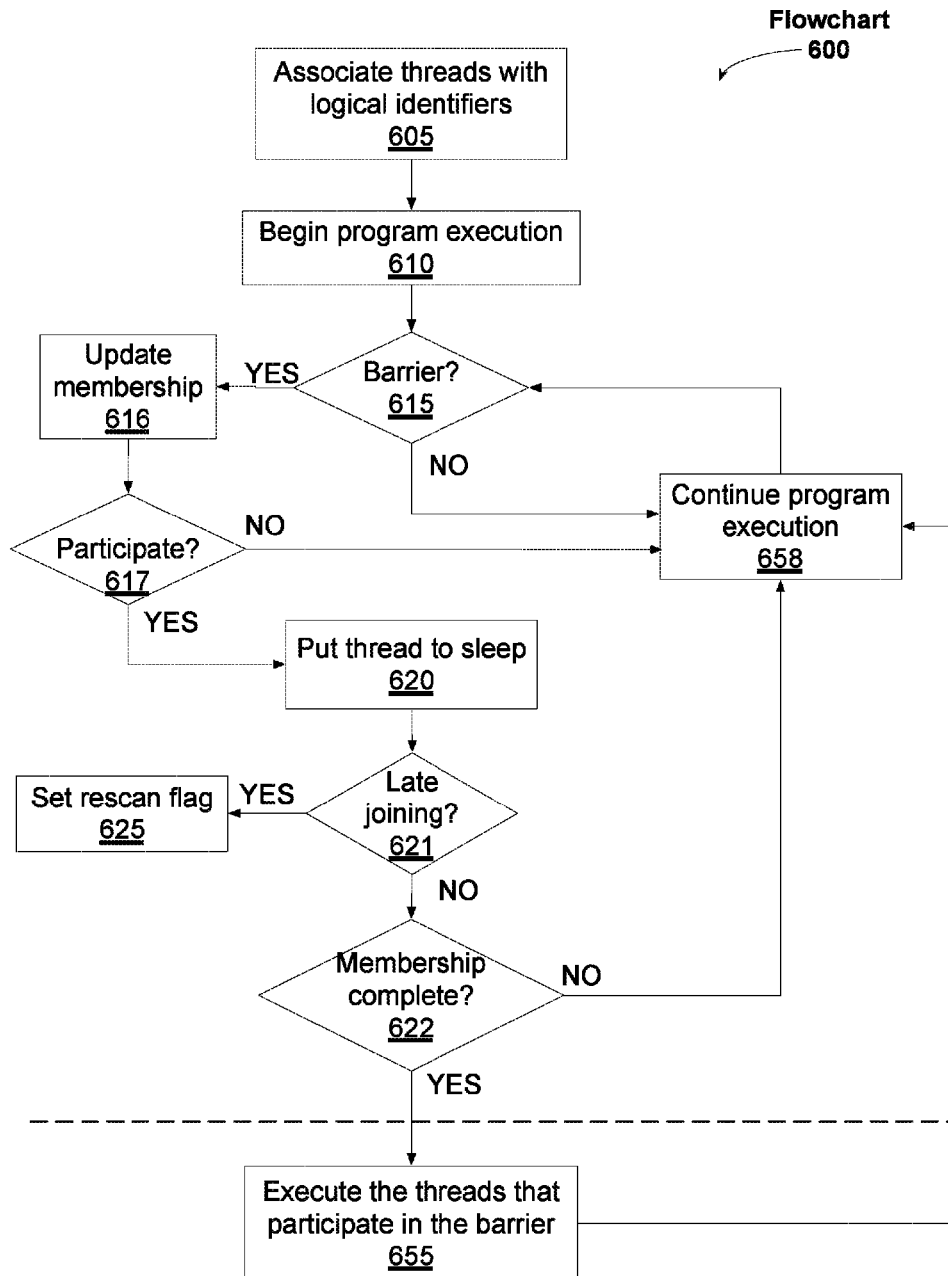 Flowchart
600
Associate threads with
logical identifiers
605
Begin program execution
610
Update
membership
616
YES
Barrier?
615
NO
Continue program
execution
658
Participate?
617
NO
YES
Put thread to sleep
620
Set rescan flag
625
YES
Late
joining?
621
NO
Membership
complete?
622
NO
YES
Execute the threads that
participate in the barrier
655